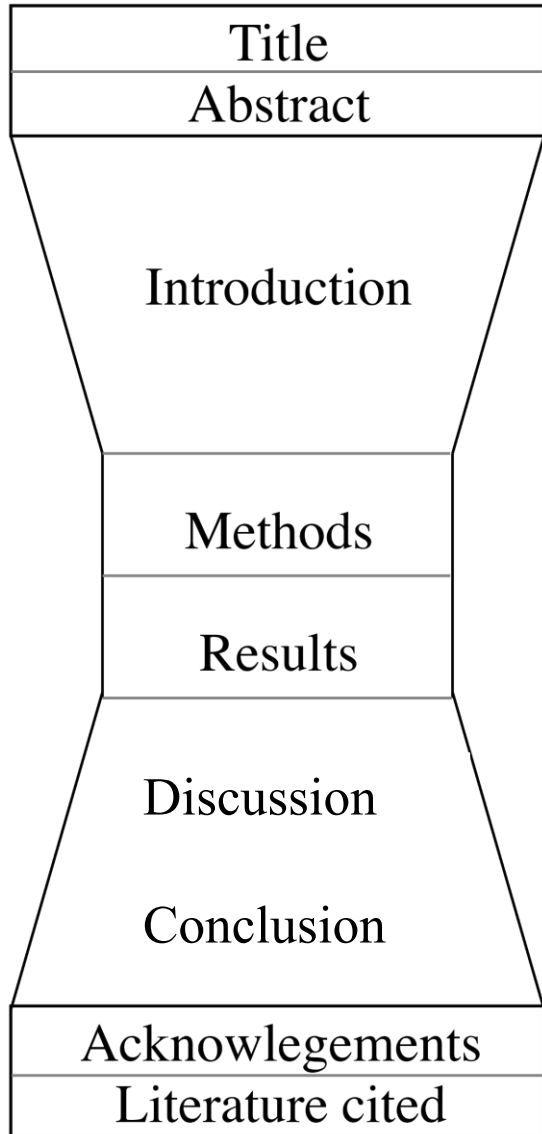 Title
Abstract
Introduction
Methods
Results
Discussion
Conclusion
Acknowlegements
Literature cited